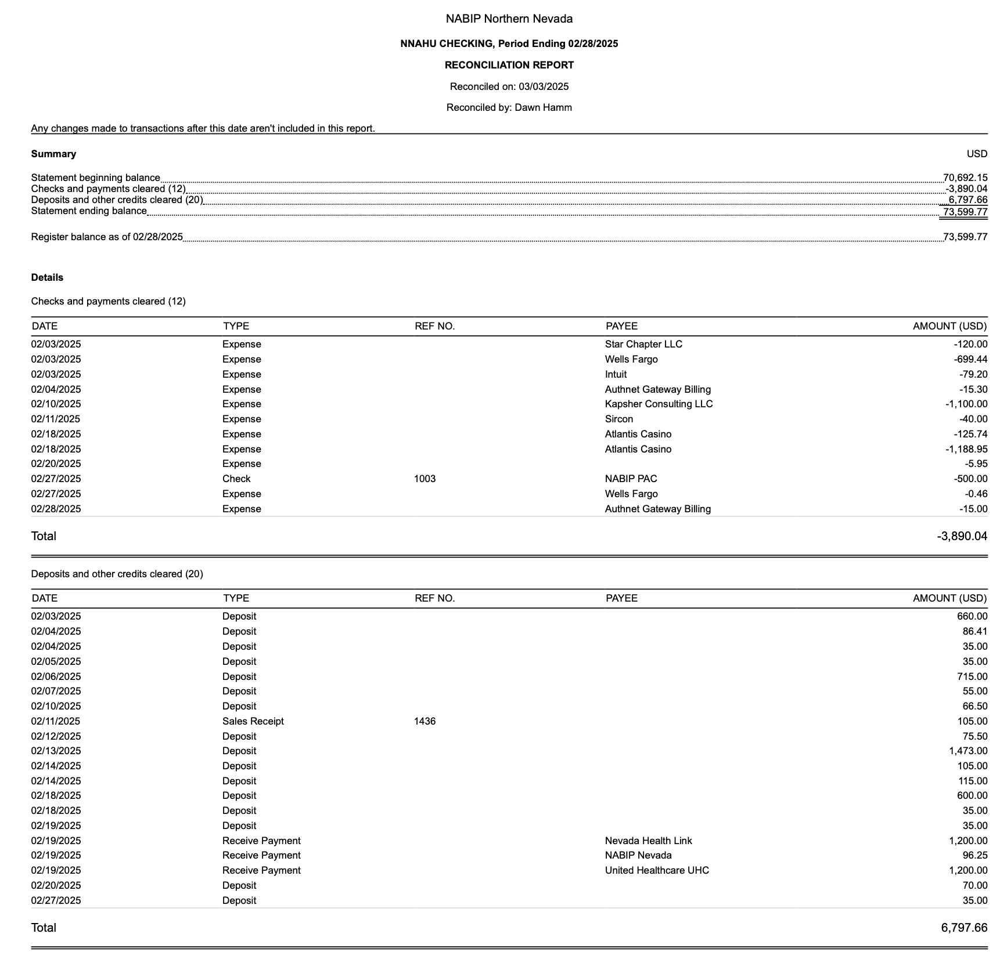 NABIP Northern Nevada
NNAHU CHECKING, Period Ending 02/28/2025
RECONCILIATION REPORT
Reconciled on: 03/03/2025
Reconciled by: Dawn Hamm
Any changes made to transactions after this date aren't included in this report.
Summary USD
Statement beginning balance 70,692.15
Checks and payments cleared (12) -3,890.04
Deposits and other credits cleared (20) 6,797.66
Statement ending balance 73,599.77
Register balance as of 02/28/2025 73,599.77
Details
Checks and payments cleared (12)
DATE TYPE REF NO. PAYEE AMOUNT (USD)
02/03/2025 Expense Star Chapter LLC -120.00
02/03/2025 Expense Wells Fargo -699.44
02/03/2025 Expense Intuit -79.20
02/04/2025 Expense Authnet Gateway Billing -15.30
02/10/2025 Expense Kapsher Consulting LLC -1,100.00
02/11/2025 Expense Sircon -40.00
02/18/2025 Expense Atlantis Casino -125.74
02/18/2025 Expense Atlantis Casino -1,188.95
02/20/2025 Expense -5.95
02/27/2025 Check 1003 NABIP PAC -500.00
02/27/2025 Expense Wells Fargo -0.46
02/28/2025 Expense Authnet Gateway Billing -15.00
Total -3,890.04
Deposits and other credits cleared (20)
DATE TYPE REF NO. PAYEE AMOUNT (USD)
02/03/2025 Deposit 660.00
02/04/2025 Deposit 86.41
02/04/2025 Deposit 35.00
02/05/2025 Deposit 35.00
02/06/2025 Deposit 715.00
02/07/2025 Deposit 55.00
02/10/2025 Deposit 66.50
02/11/2025 Sales Receipt 1436 105.00
02/12/2025 Deposit 75.50
02/13/2025 Deposit 1,473.00
02/14/2025 Deposit 105.00
02/14/2025 Deposit 115.00
02/18/2025 Deposit 600.00
02/18/2025 Deposit 35.00
02/19/2025 Deposit 35.00
02/19/2025 Receive Payment Nevada Health Link 1,200.00
02/19/2025 Receive Payment NABIP Nevada 96.25
02/19/2025 Receive Payment United Healthcare UHC 1,200.00
02/20/2025 Deposit 70.00
02/27/2025 Deposit 35.00
Total 6,797.66